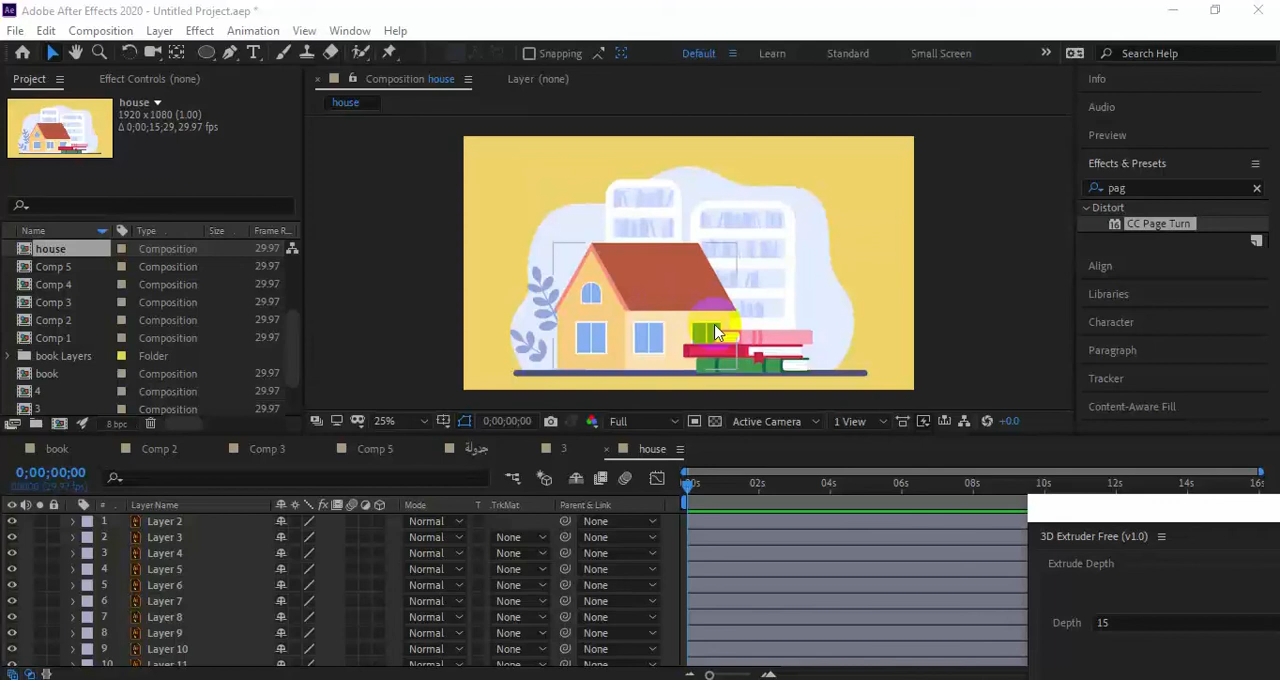 Adobe After Effects 2020 - Untitled Project.aep *
File Edit Composition Layer Effect Animation View Window Help
Snapping Default Learn Standard Small Screen Search Help
Project Effect Controls (none) Composition house Layer (none) Info
house
house
1920 x 1080 (1.00)
Δ 0;00;15;29, 29.97 fps
Audio
Preview
Effects & Presets
pag
Distort
CC Page Turn
Align
Libraries
Character
Paragraph
Tracker
Content-Aware Fill
Name Type Size Frame R...
house Composition 29.97
Comp 5 Composition 29.97
Comp 4 Composition 29.97
Comp 3 Composition 29.97
Comp 2 Composition 29.97
Comp 1 Composition 29.97
book Layers Folder
book Composition 29.97
4 Composition 29.97
3 Composition 29.97
8 bpc
25% 0;00;00;00 Full Active Camera 1 View +0.0
book Comp 2 Comp 3 Comp 5 جدولة 3 house
0;00;00;00
00000 (29.97 fps)
00s 02s 04s 06s 08s 10s 12s 14s 16s
# Layer Name Mode T .TrkMat Parent & Link
1 Layer 2 Normal None
2 Layer 3 Normal None None
3 Layer 4 Normal None None
4 Layer 5 Normal None None
5 Layer 6 Normal None None
6 Layer 7 Normal None None
7 Layer 8 Normal None None
8 Layer 9 Normal None None
9 Layer 10 Normal None None
10 Layer 11
3D Extruder Free (v1.0)
Extrude Depth
Depth 15